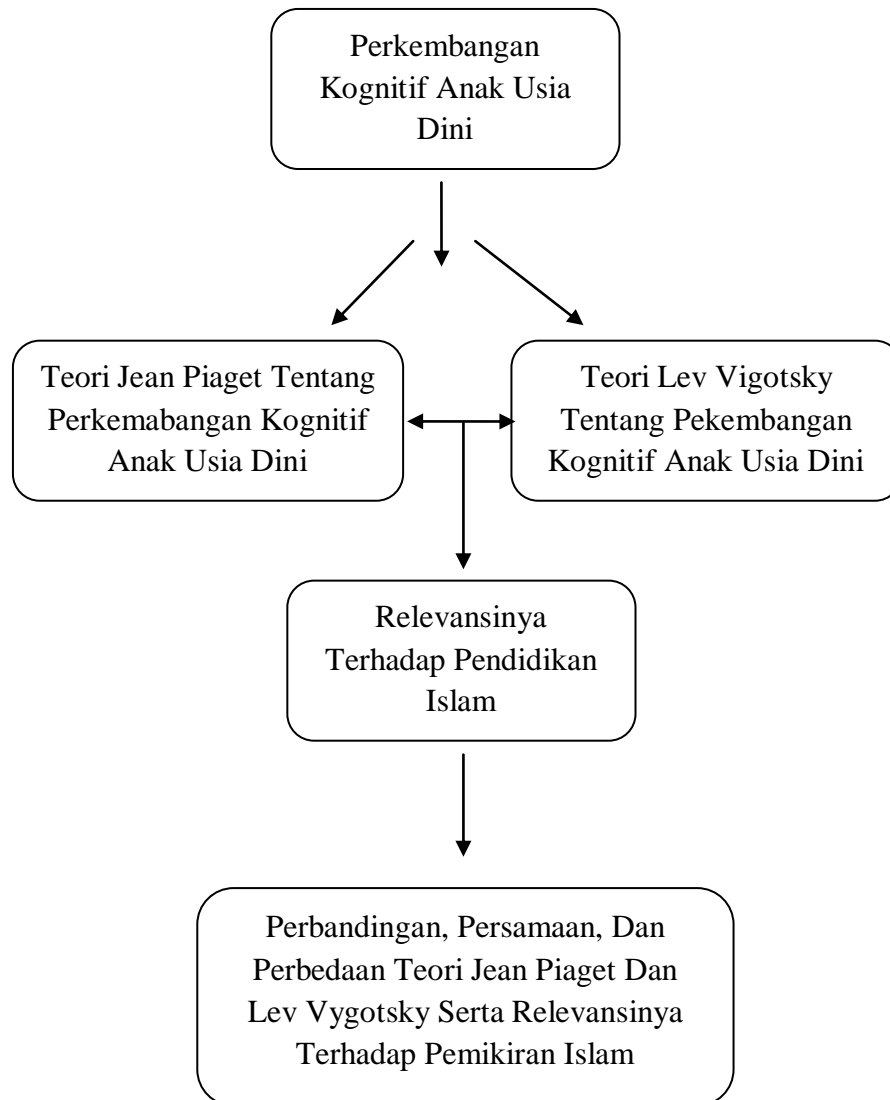 Perkembangan
Kognitif Anak Usia
Dini
Teori Jean Piaget Tentang
Perkemabangan Kognitif
Anak Usia Dini
Teori Lev Vigotsky
Tentang Pekembangan
Kognitif Anak Usia Dini
Relevansinya
Terhadap Pendidikan
Islam
Perbandingan, Persamaan, Dan
Perbedaan Teori Jean Piaget Dan
Lev Vygotsky Serta Relevansinya
Terhadap Pemikiran Islam